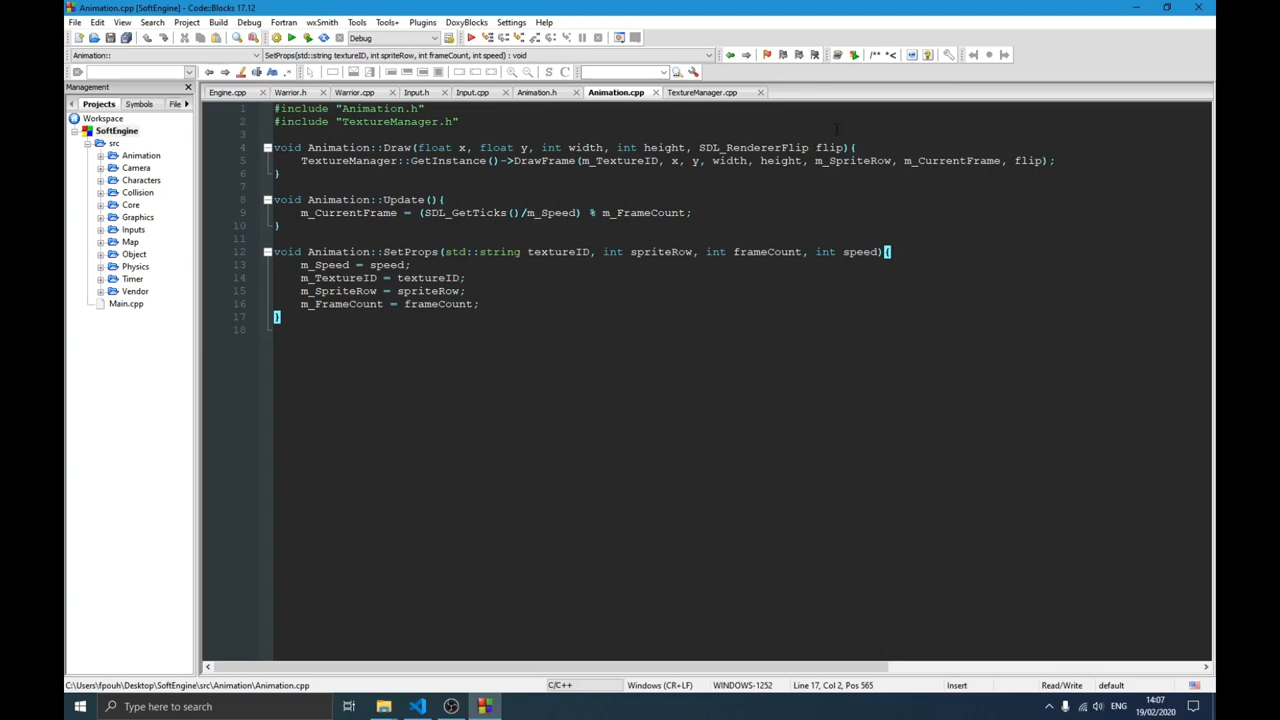 Animation.cpp [SoftEngine] - Code::Blocks 17.12
File Edit View Search Project Build Debug Fortran wxSmith Tools Tools+ Plugins DoxyBlocks Settings Help
Debug
Animation:: SetProps(std::string textureID, int spriteRow, int frameCount, int speed) : void
/** *<
.* S C
Management
Projects Symbols File
Engine.cpp Warrior.h Warrior.cpp Input.h Input.cpp Animation.h Animation.cpp TextureManager.cpp
Workspace
SoftEngine
src
Animation
Camera
Characters
Collision
Core
Graphics
Inputs
Map
Object
Physics
Timer
Vendor
Main.cpp
1 #include "Animation.h"
2 #include "TextureManager.h"
3
4 void Animation::Draw(float x, float y, int width, int height, SDL_RendererFlip flip){
5 TextureManager::GetInstance()->DrawFrame(m_TextureID, x, y, width, height, m_SpriteRow, m_CurrentFrame, flip);
6 }
7
8 void Animation::Update(){
9 m_CurrentFrame = (SDL_GetTicks()/m_Speed) % m_FrameCount;
10 }
11
12 void Animation::SetProps(std::string textureID, int spriteRow, int frameCount, int speed){
13 m_Speed = speed;
14 m_TextureID = textureID;
15 m_SpriteRow = spriteRow;
16 m_FrameCount = frameCount;
17 }
18
C:\Users\fpouh\Desktop\SoftEngine\src\Animation\Animation.cpp C/C++ Windows (CR+LF) WINDOWS-1252 Line 17, Col 2, Pos 565 Insert Read/Write default
Type here to search
ENG
14:07
19/02/2020